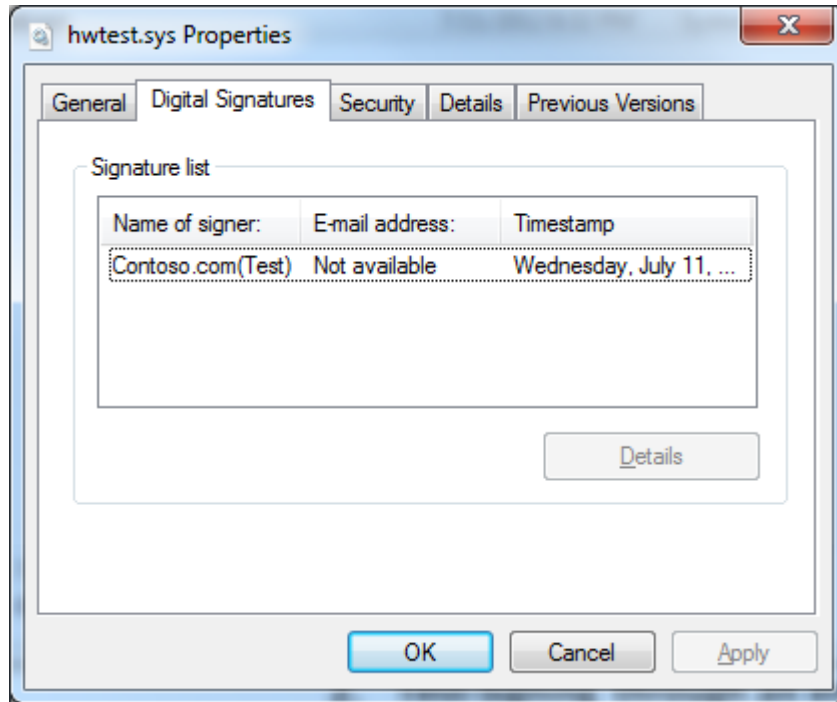 hwtest.sys Properties
General Digital Signatures Security Details Previous Versions
Signature list
Name of signer: E-mail address: Timestamp
Contoso.com(Test) Not available Wednesday, July 11, ...
Details
OK Cancel Apply